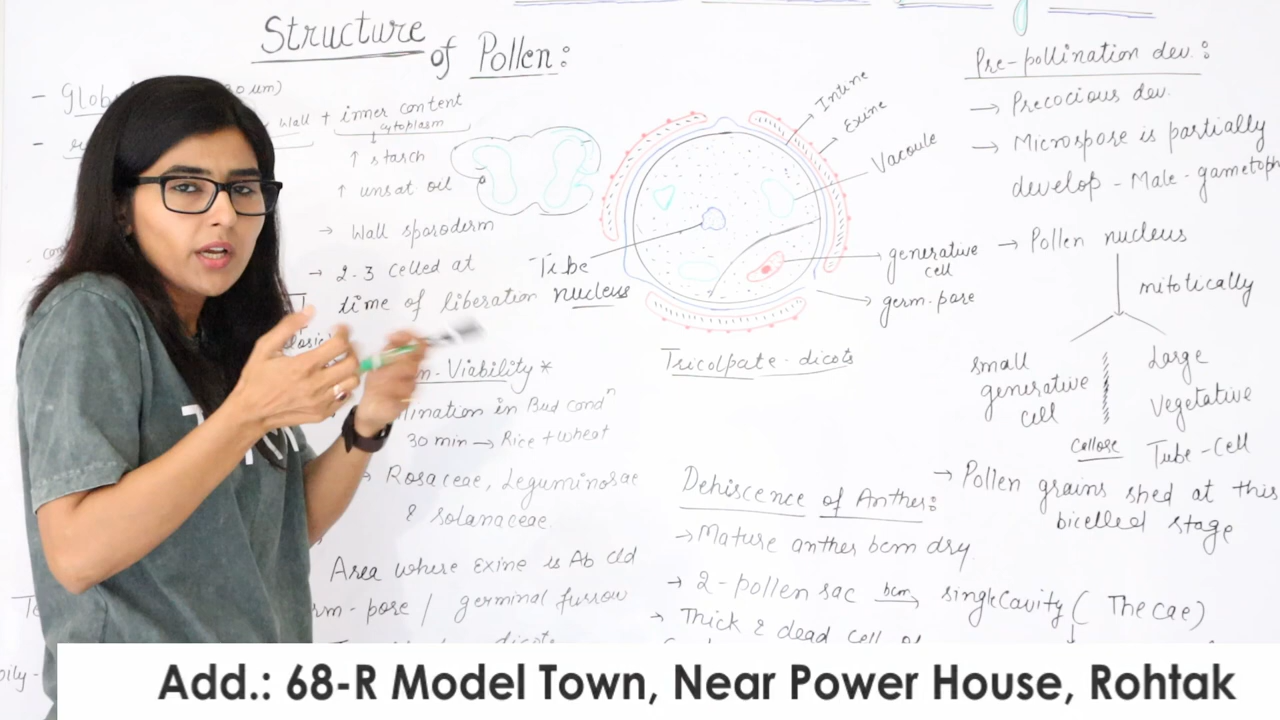 Structure
of Pollen:
wall + inner content
cytoplasm
↑ starch
↑ unsat oil
→ Wall sporoderm
→ 2-3 celled at
time of liberation
-Viability *
in Bud condⁿ
30 min → Rice + wheat
Rosaceae, Leguminosae
& solanaceae
Area where exine is Ab
pore / germinal furrow
Intine
Exine
Vacoule
Tube
nucleus
generative
cell
germ-pore
Tricolpate-dicots
Dehiscence of Anther:
→ Mature anther bcm dry
→ 2-pollen sac bcm → single cavity ( Thecae)
→ Thick & dead cell of
Pre-pollination dev.:
→ Precocious dev.
→ Microspose is partially
develop - Male-gametoph
→ Pollen nucleus
mitotically
small
generative
cell
callose
Large
Vegetative
Tube-cell
→ Pollen grains shed at this
bicelled stage
Add.: 68-R Model Town, Near Power House, Rohtak